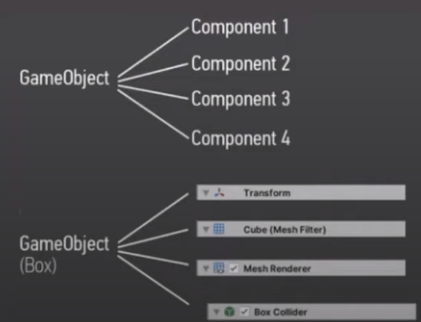 Component 1
Component 2
GameObject
Component 3
Component 4
Transform
Cube (Mesh Filter)
GameObject
(Box)
Mesh Renderer
Box Collider